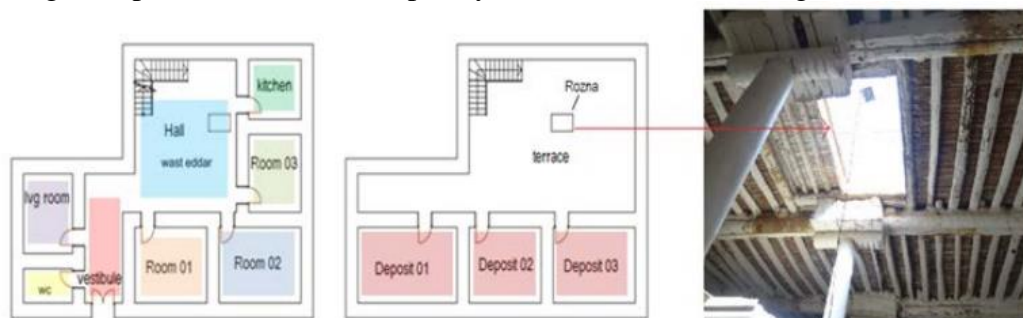 kitchen
Hall
wast eddar
Room 03
lvg room
Room 01
Room 02
vestibule
wc
Rozna
terrace
Deposit 01
Deposit 02
Deposit 03